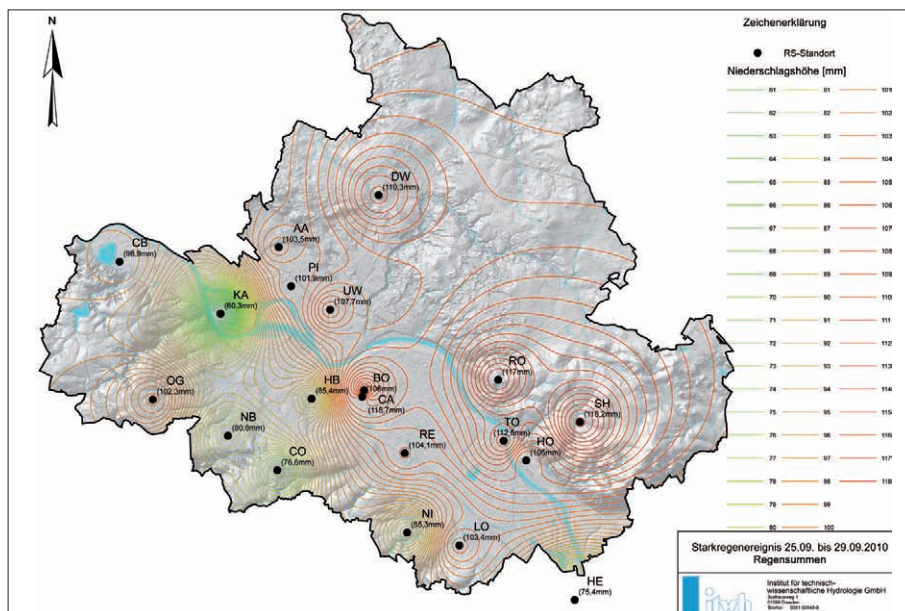 N
Zeichenerklärung
RS-Standort
Niederschlagshöhe [mm]
61 81 101
62 82 102
63 83 103
64 84 104
65 85 105
66 86 106
67 87 107
68 88 108
69 89 109
70 90 110
71 91 111
72 92 112
73 93 113
74 94 114
75 95 115
76 96 116
77 97 117
78 98 118
79 99
80 100
DW
(110,3mm)
AA
(103,5mm)
CB
(98,9mm)
PI
(101,9mm)
KA
(60,3mm)
UW
(107,7mm)
RO
(117mm)
OG
(102,3mm)
HB
(85,4mm)
BO
(108mm)
CA
(118,7mm)
SH
(118,2mm)
NB
TO
(112,8mm)
RE
(104,1mm)
HO
(105mm)
CO
(76,6mm)
NI
(85,3mm)
LO
(103,4mm)
HE
(75,4mm)
Starkregenereignis 25.09. bis 29.09.2010
Regensummen
itwh
Institut für technisch-
wissenschaftliche Hydrologie GmbH